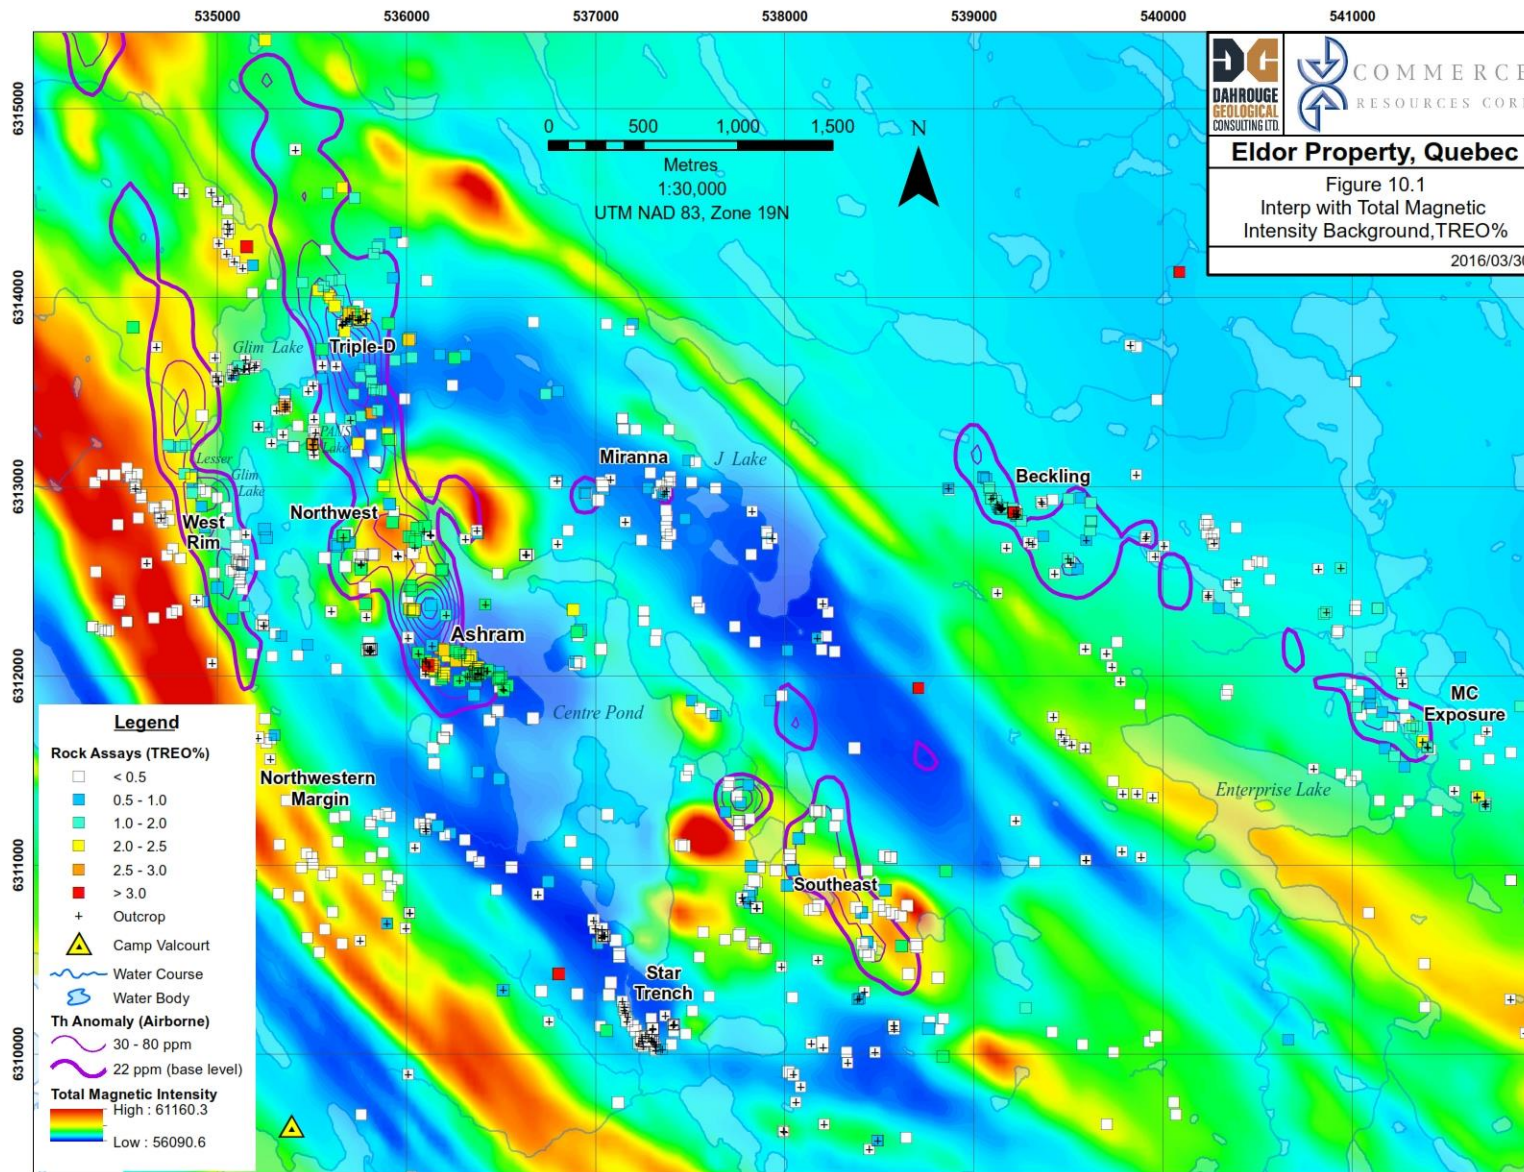 535000 536000 537000 538000 539000 540000 541000
6315000
6314000
6313000
6312000
6311000
6310000
DAHROUGE
GEOLOGICAL
CONSULTING LTD.
COMMERCE
RESOURCES CORP
Eldor Property, Quebec
Figure 10.1
Interp with Total Magnetic
Intensity Background,TREO%
2016/03/30
0 500 1,000 1,500
Metres
1:30,000
UTM NAD 83, Zone 19N
N
Glim Lake
Triple-D
PANS
Lake
Lesser
Glim
Lake
Miranna
J Lake
Beckling
Northwest
West
Rim
Ashram
Centre Pond
MC
Exposure
Enterprise Lake
Northwestern
Margin
Southeast
Star
Trench
Legend
Rock Assays (TREO%)
< 0.5
0.5 - 1.0
1.0 - 2.0
2.0 - 2.5
2.5 - 3.0
> 3.0
Outcrop
Camp Valcourt
Water Course
Water Body
Th Anomaly (Airborne)
30 - 80 ppm
22 ppm (base level)
Total Magnetic Intensity
High : 61160.3
Low : 56090.6